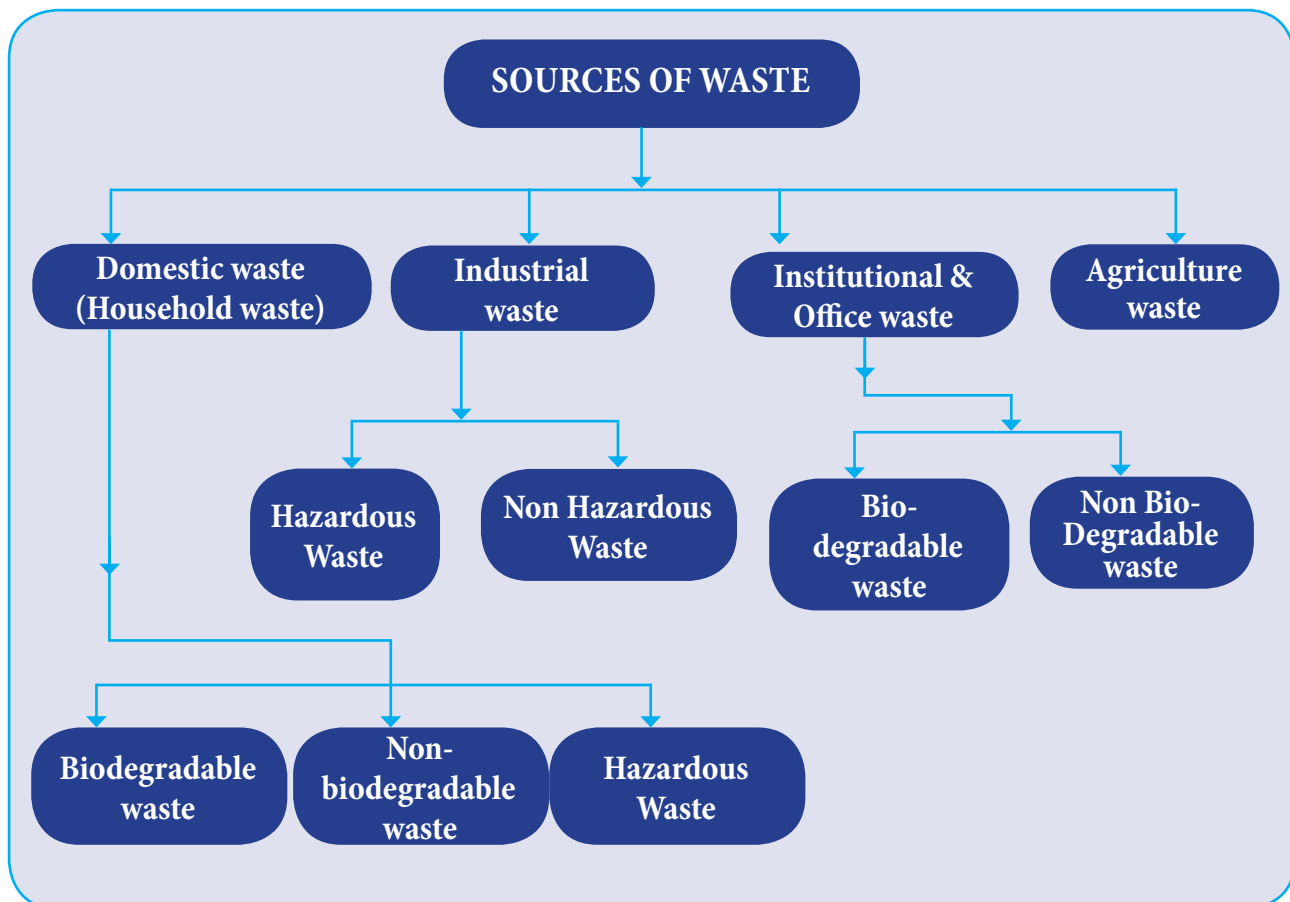 SOURCES OF WASTE
Domestic waste
(Household waste)
Industrial
waste
Institutional &
Office waste
Agriculture
waste
Hazardous
Waste
Non Hazardous
Waste
Bio-
degradable
waste
Non Bio-
Degradable
waste
Biodegradable
waste
Non-
biodegradable
waste
Hazardous
Waste